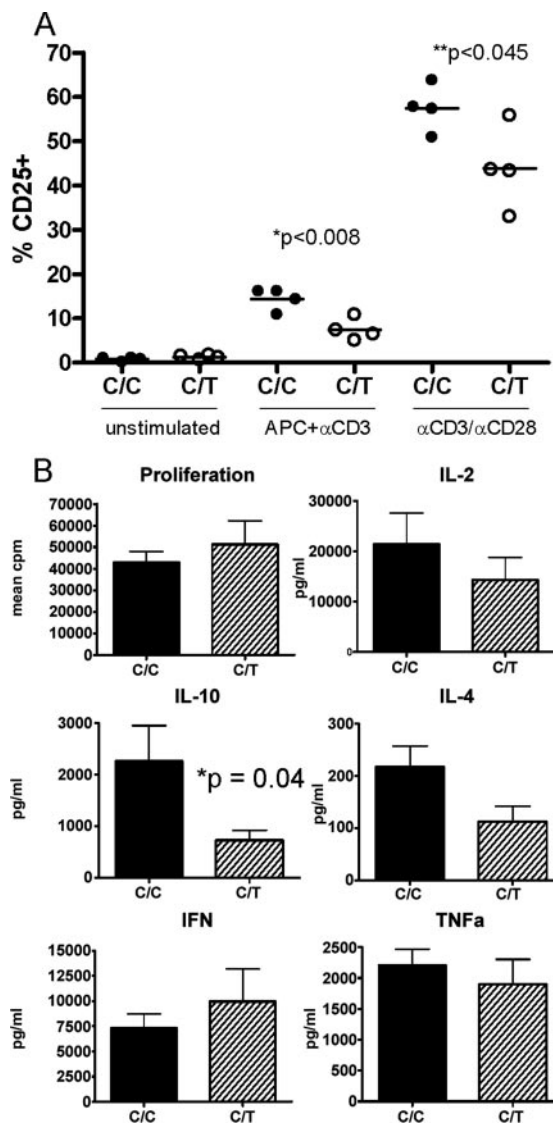 A
% CD25+
70
60
50
40
30
20
10
0
**p<0.045
*p<0.008
C/C C/T C/C C/T C/C C/T
unstimulated APC+αCD3 αCD3/αCD28
B
Proliferation
mean cpm
70000
60000
50000
40000
30000
20000
10000
0
C/C C/T
IL-2
pg/ml
30000
20000
10000
0
C/C C/T
IL-10
pg/ml
3000
2000
1000
0
*p = 0.04
C/C C/T
IL-4
pg/ml
300
200
100
0
C/C C/T
IFN
pg/ml
15000
12500
10000
7500
5000
2500
0
C/C C/T
TNFa
pg/ml
2500
2000
1500
1000
500
0
C/C C/T